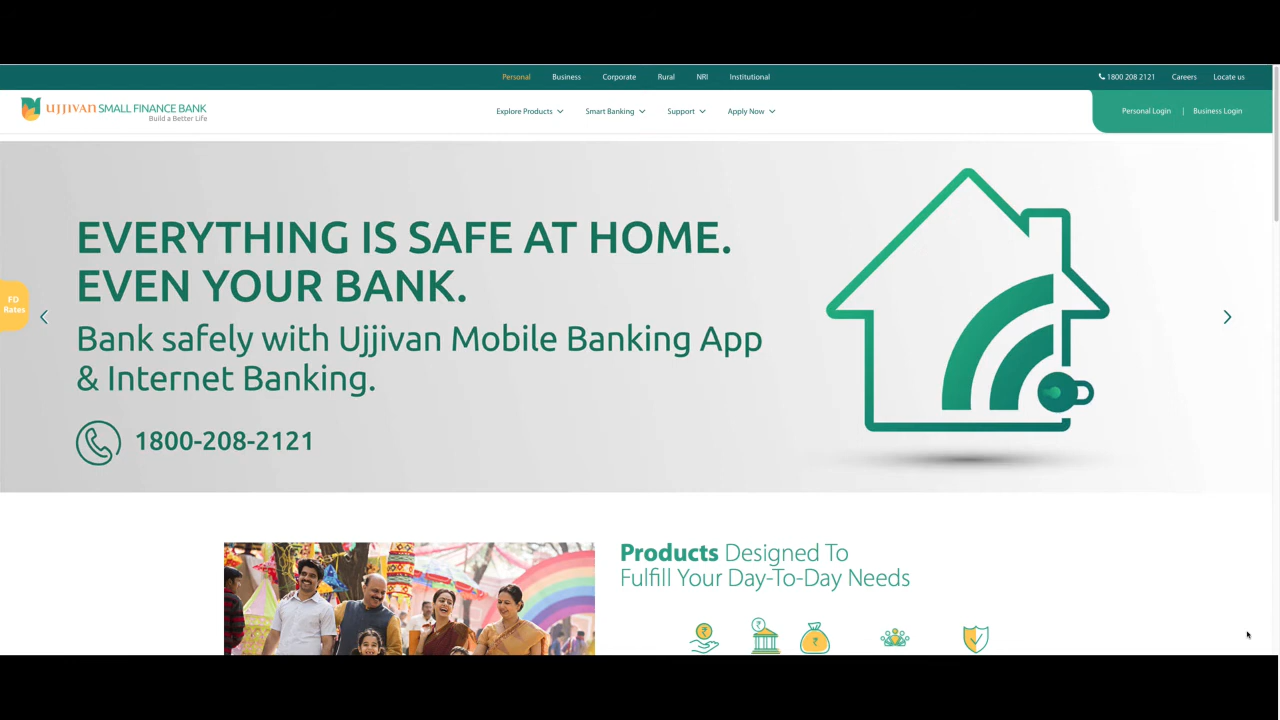 Personal Business Corporate Rural NRI Institutional 1800 208 2121 Careers Locate us
ujjivan SMALL FINANCE BANK
Build a Better Life
Explore Products Smart Banking Support Apply Now Personal Login | Business Login
EVERYTHING IS SAFE AT HOME.
EVEN YOUR BANK.
Bank safely with Ujjivan Mobile Banking App
& Internet Banking.
1800-208-2121
FD
Rates
Products Designed To
Fulfill Your Day-To-Day Needs